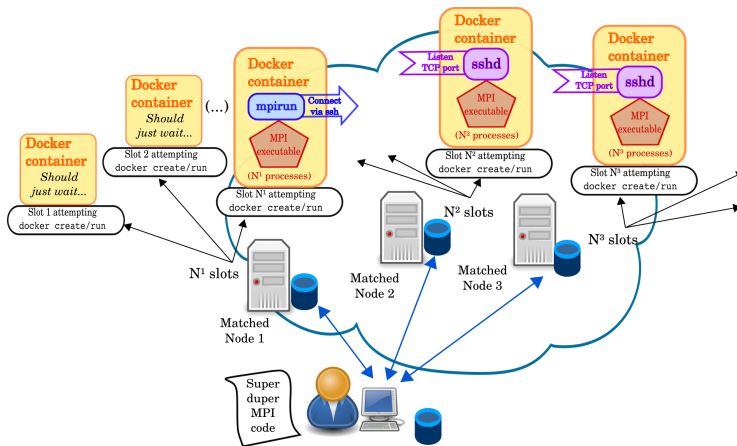 Docker
container
Should
just wait...
Slot 1 attempting
docker create/run
Docker
container
Should
just wait...
Slot 2 attempting
docker create/run
(...)
Docker
container
mpirun
Connect
via ssh
MPI
executable
(N¹ processes)
Slot N¹ attempting
docker create/run
N¹ slots
Docker
container
Listen
TCP port
sshd
MPI
executable
(N² processes)
Slot N² attempting
docker create/run
N² slots
Docker
container
Listen
TCP port
sshd
MPI
executable
(N³ processes)
Slot N³ attempting
docker create/run
N³ slots
Matched
Node 1
Matched
Node 2
Matched
Node 3
Super
duper
MPI
code